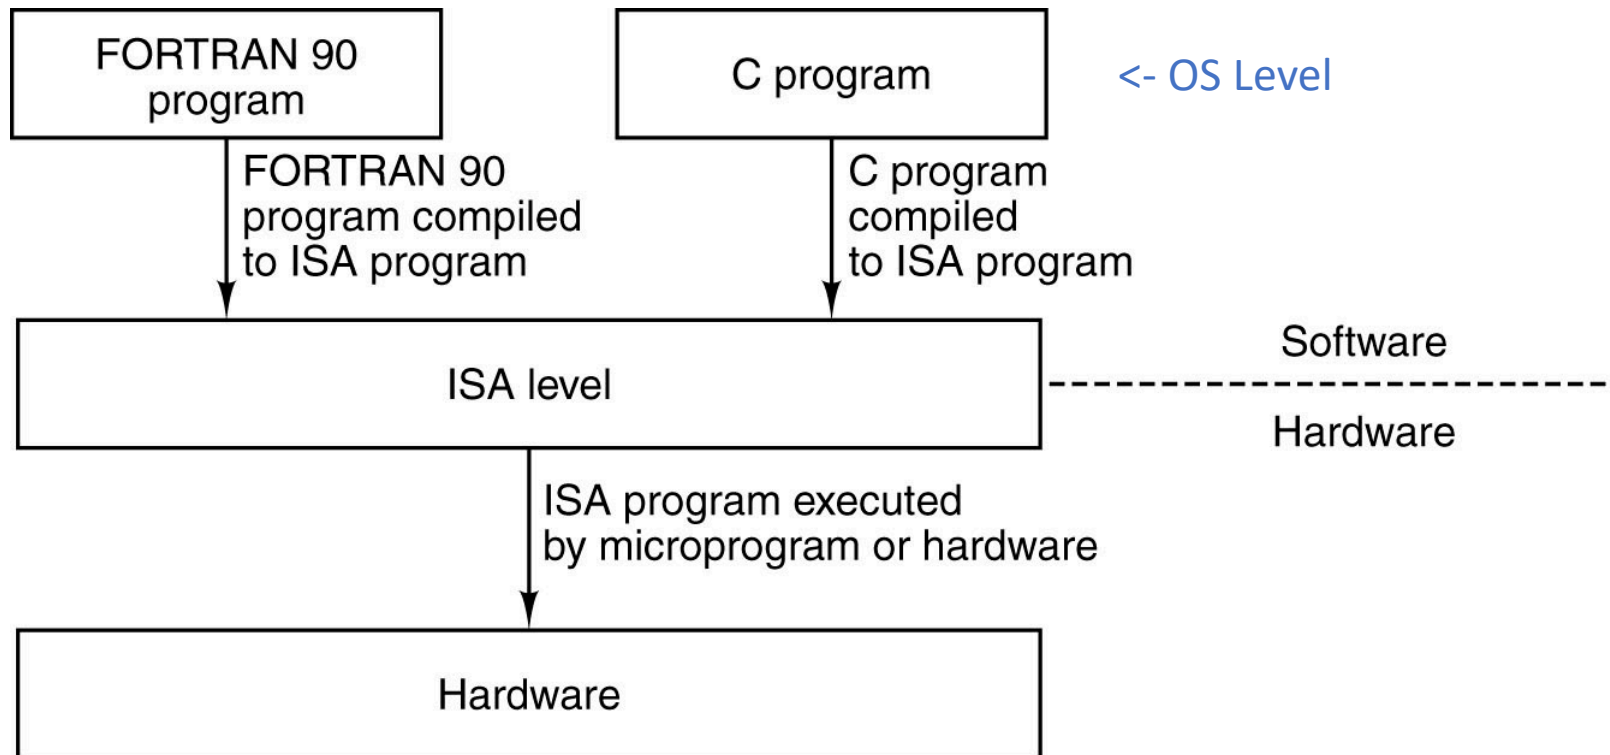 FORTRAN 90
program
C program
<- OS Level
FORTRAN 90
program compiled
to ISA program
C program
compiled
to ISA program
ISA level
Software
Hardware
ISA program executed
by microprogram or hardware
Hardware